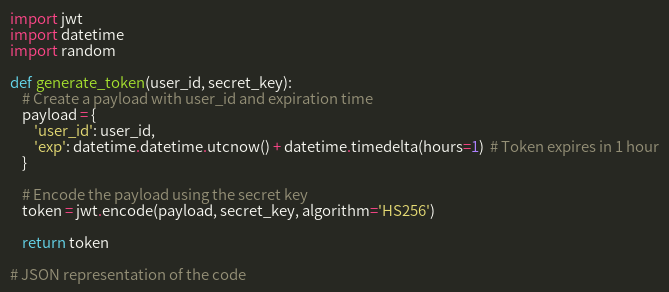 import jwt
import datetime
import random

def generate_token(user_id, secret_key):
    # Create a payload with user_id and expiration time
    payload = {
        'user_id': user_id,
        'exp': datetime.datetime.utcnow() + datetime.timedelta(hours=1)  # Token expires in 1 hour
    }

    # Encode the payload using the secret key
    token = jwt.encode(payload, secret_key, algorithm='HS256')

    return token

# JSON representation of the code